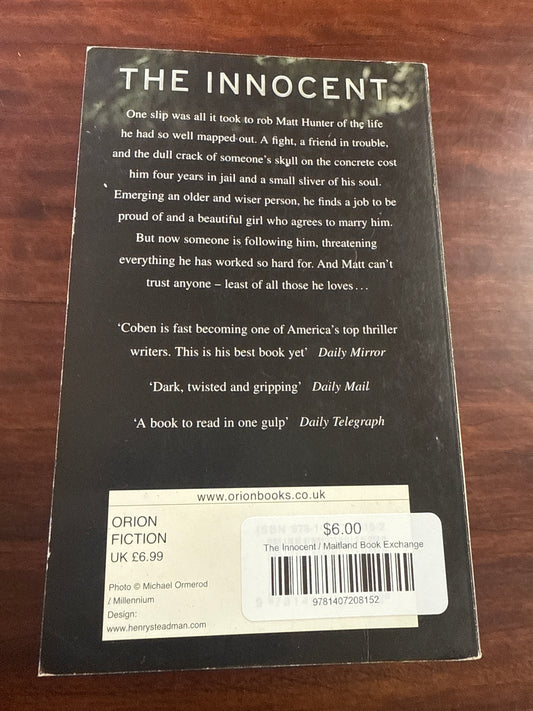 THE INNOCENT
One slip was all it took to rob Matt Hunter of the life
he had so well mapped out. A fight, a friend in trouble,
and the dull crack of someone's skull on the concrete cost
him four years in jail and a small sliver of his soul.
Emerging an older and wiser person, he finds a job to be
proud of and a beautiful girl who agrees to marry him.
But now someone is following him, threatening
everything he has worked so hard for. And Matt can't
trust anyone – least of all those he loves...
'Coben is fast becoming one of America's top thriller
writers. This is his best book yet' Daily Mirror
'Dark, twisted and gripping' Daily Mail
'A book to read in one gulp' Daily Telegraph
www.orionbooks.co.uk
ORION
FICTION
UK £6.99
Photo © Michael Ormerod
/ Millennium
Design:
www.henrysteadman.com
$6.00
The Innocent / Maitland Book Exchange
9781407208152